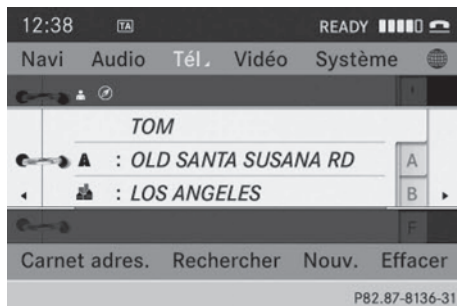 12:38 TA READY
Navi Audio Tél. Vidéo Système
TOM
A : OLD SANTA SUSANA RD A
: LOS ANGELES B
F
Carnet adres. Rechercher Nouv. Effacer
P82.87-8136-31